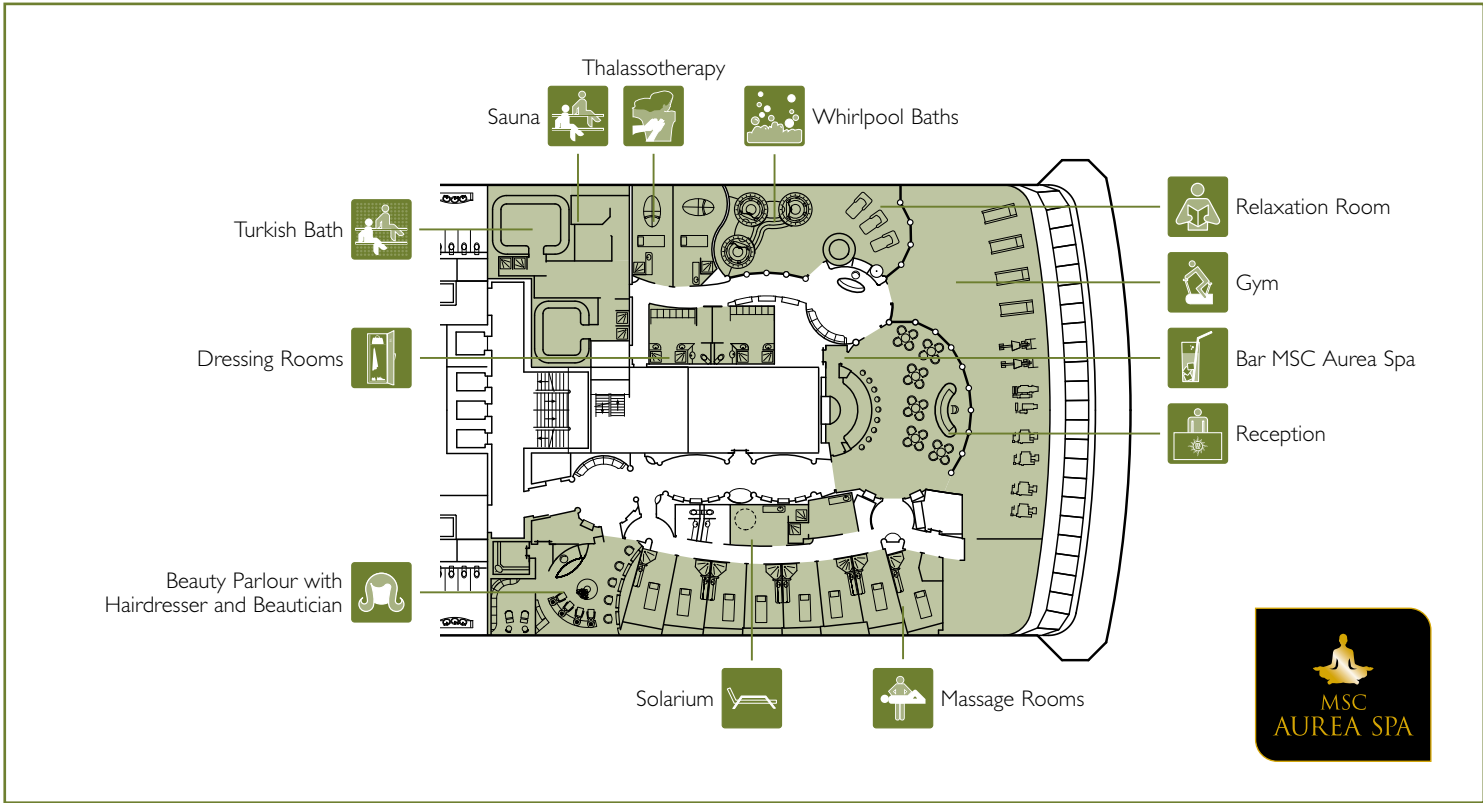 Thalassotherapy
Sauna
Whirlpool Baths
Turkish Bath
Relaxation Room
Gym
Dressing Rooms
Bar MSC Aurea Spa
Reception
Beauty Parlour with
Hairdresser and Beautician
Solarium
Massage Rooms
MSC
AUREA SPA